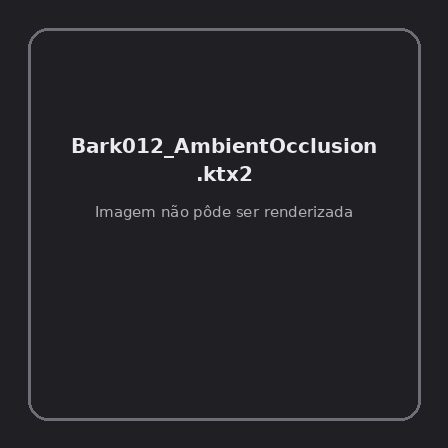 Bark012_AmbientOcclusion
.ktx2
Imagem não pôde ser renderizada